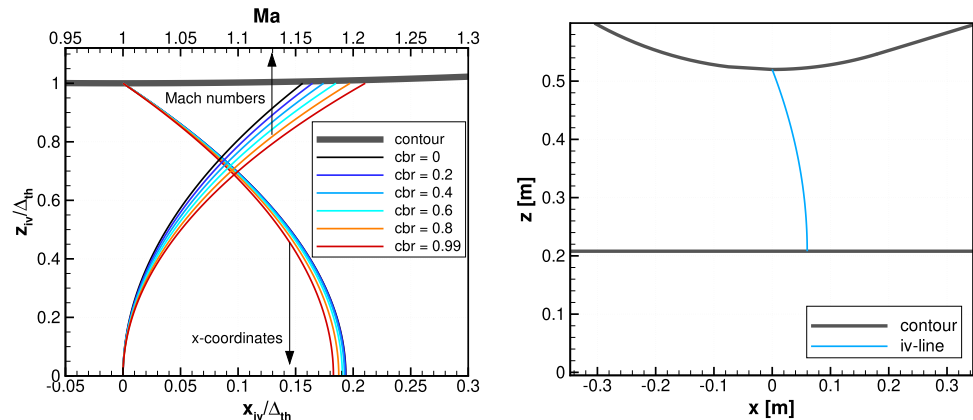 Ma
0.95 1 1.05 1.1 1.15 1.2 1.25 1.3
1
0.8
0.6
0.4
0.2
0
z_iv/Δ_th
Mach numbers
contour
cbr = 0
cbr = 0.2
cbr = 0.4
cbr = 0.6
cbr = 0.8
cbr = 0.99
x-coordinates
-0.05 0 0.05 0.1 0.15 0.2 0.25 0.3
x_iv/Δ_th
0.5
0.4
0.3
0.2
0.1
0
z [m]
contour
iv-line
-0.3 -0.2 -0.1 0 0.1 0.2 0.3
x [m]